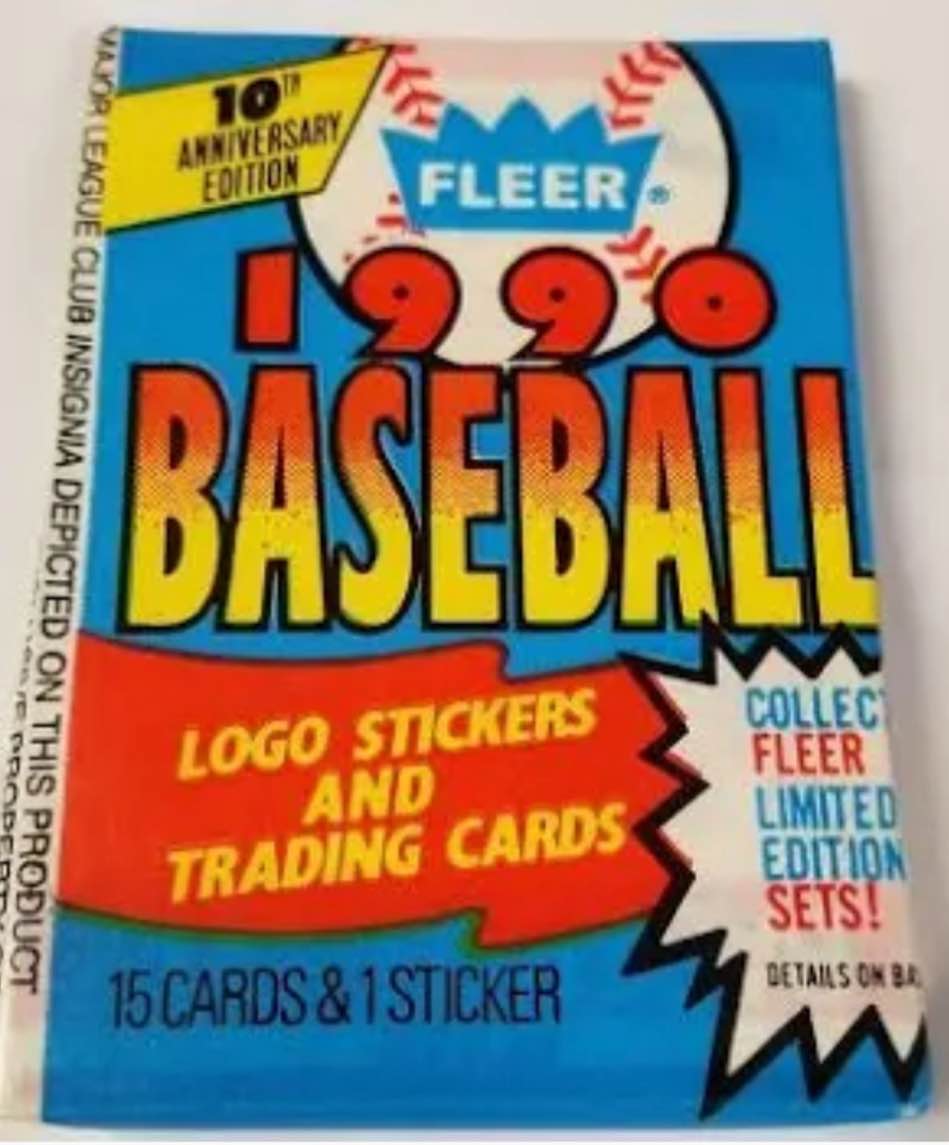 10TH
ANNIVERSARY
EDITION
FLEER®
1990
BASEBALL
LOGO STICKERS
AND
TRADING CARDS
COLLEC
FLEER
LIMITED
EDITION
SETS!
DETAILS ON BA
15 CARDS & 1 STICKER
MAJOR LEAGUE CLUB INSIGNIA DEPICTED ON THIS PRODUCT